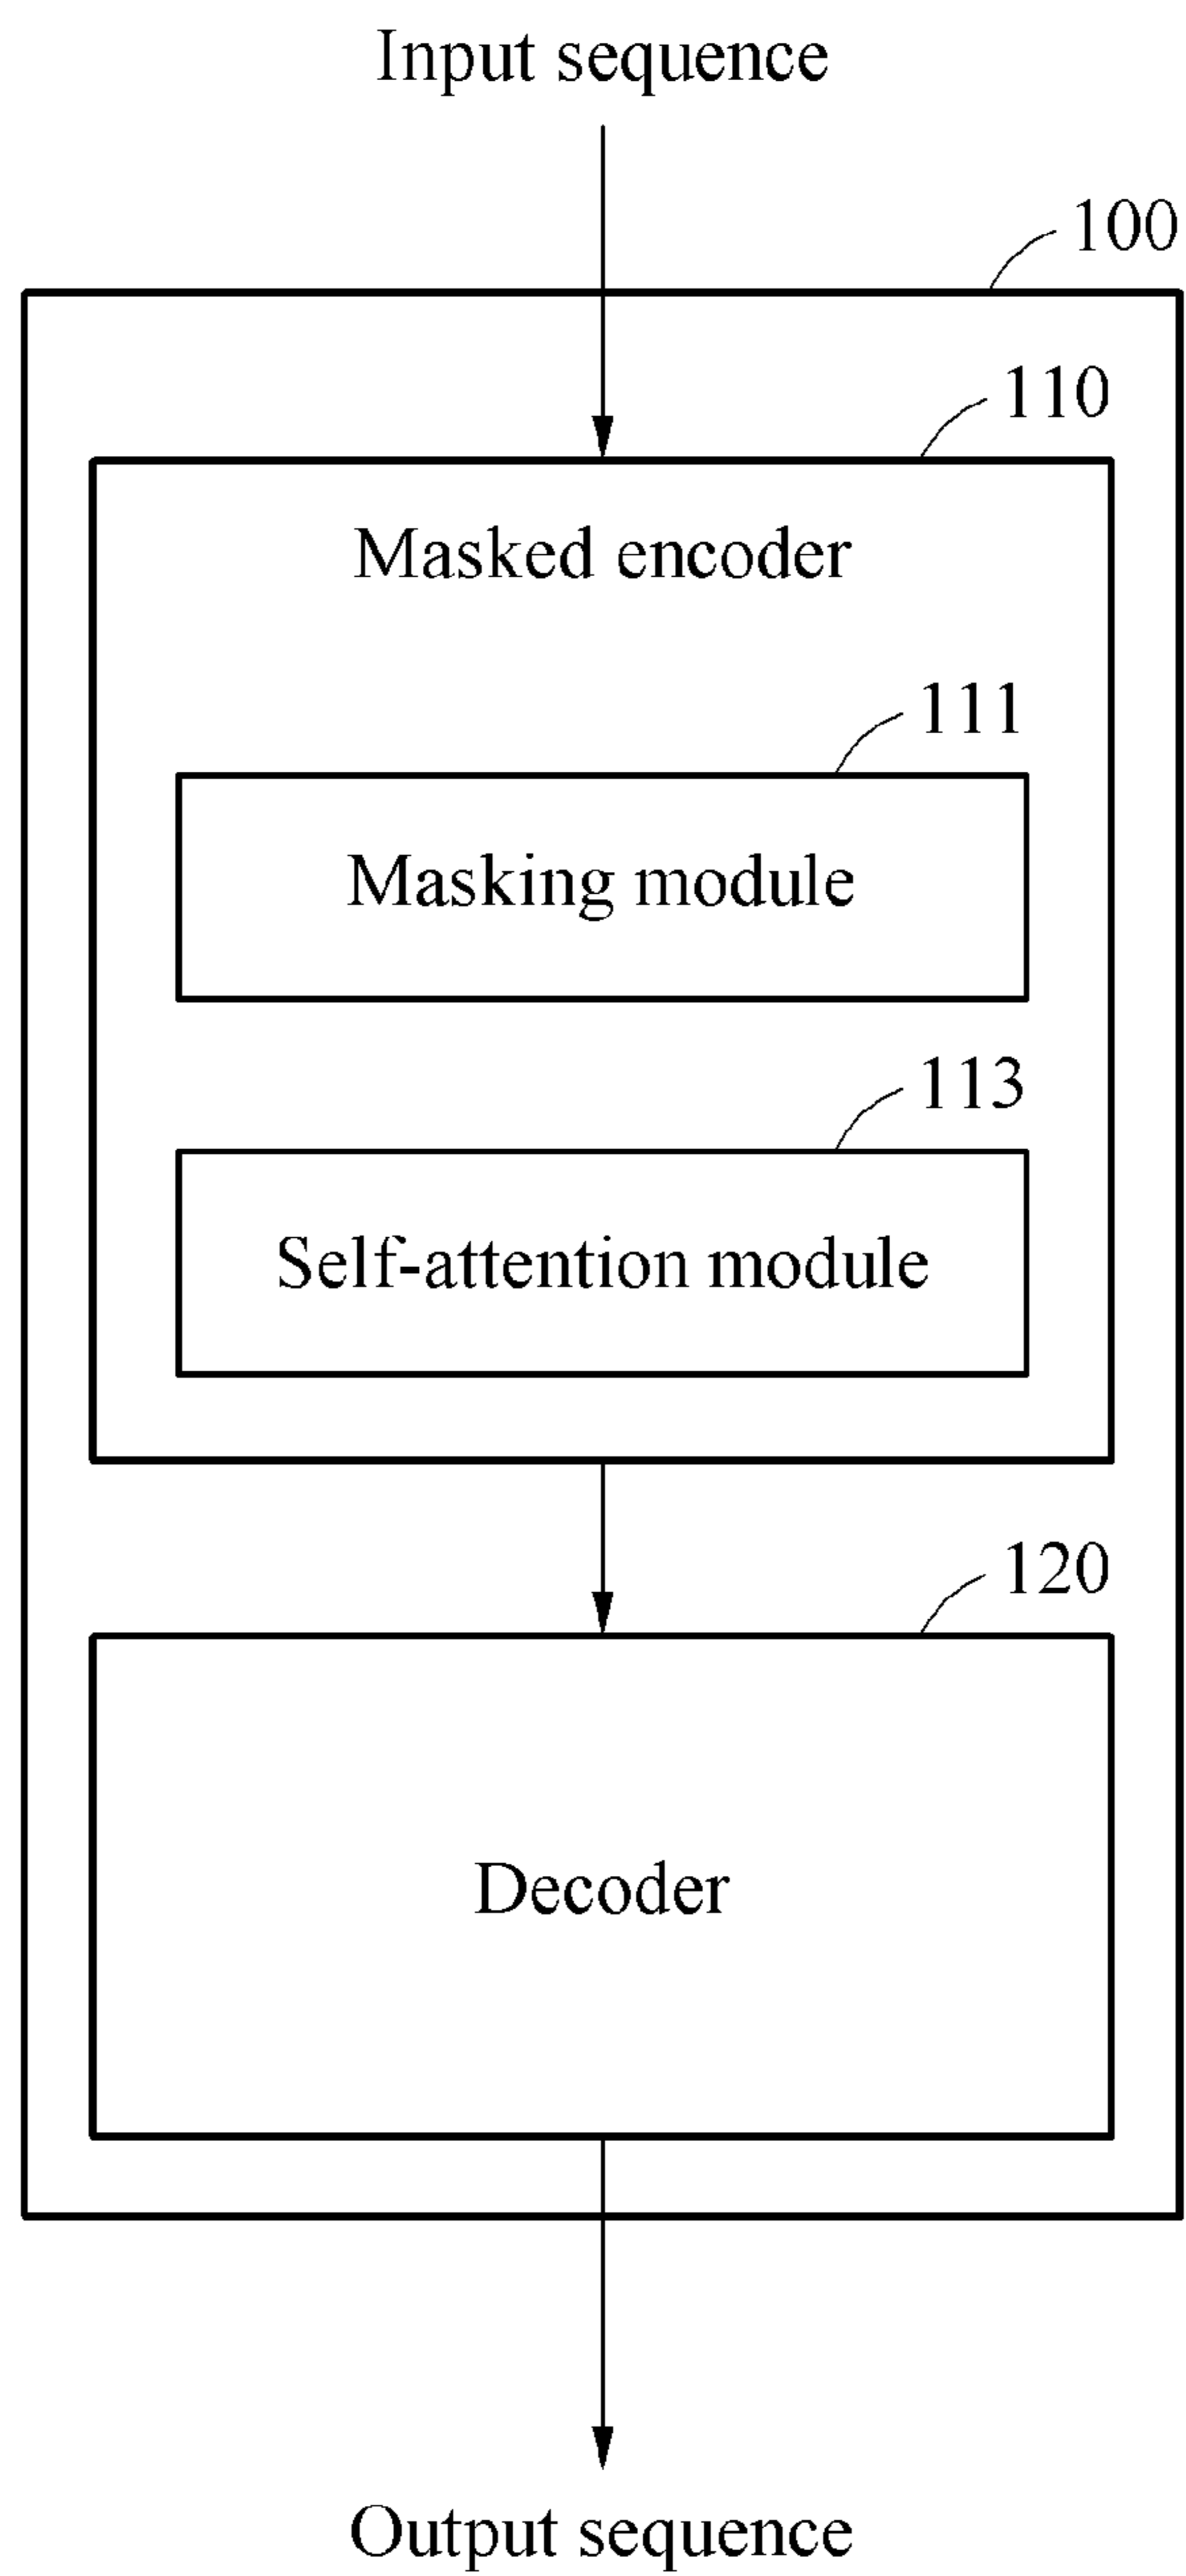 Input sequence
100
110
Masked encoder
111
Masking module
113
Self-attention module
120
Decoder
Output sequence